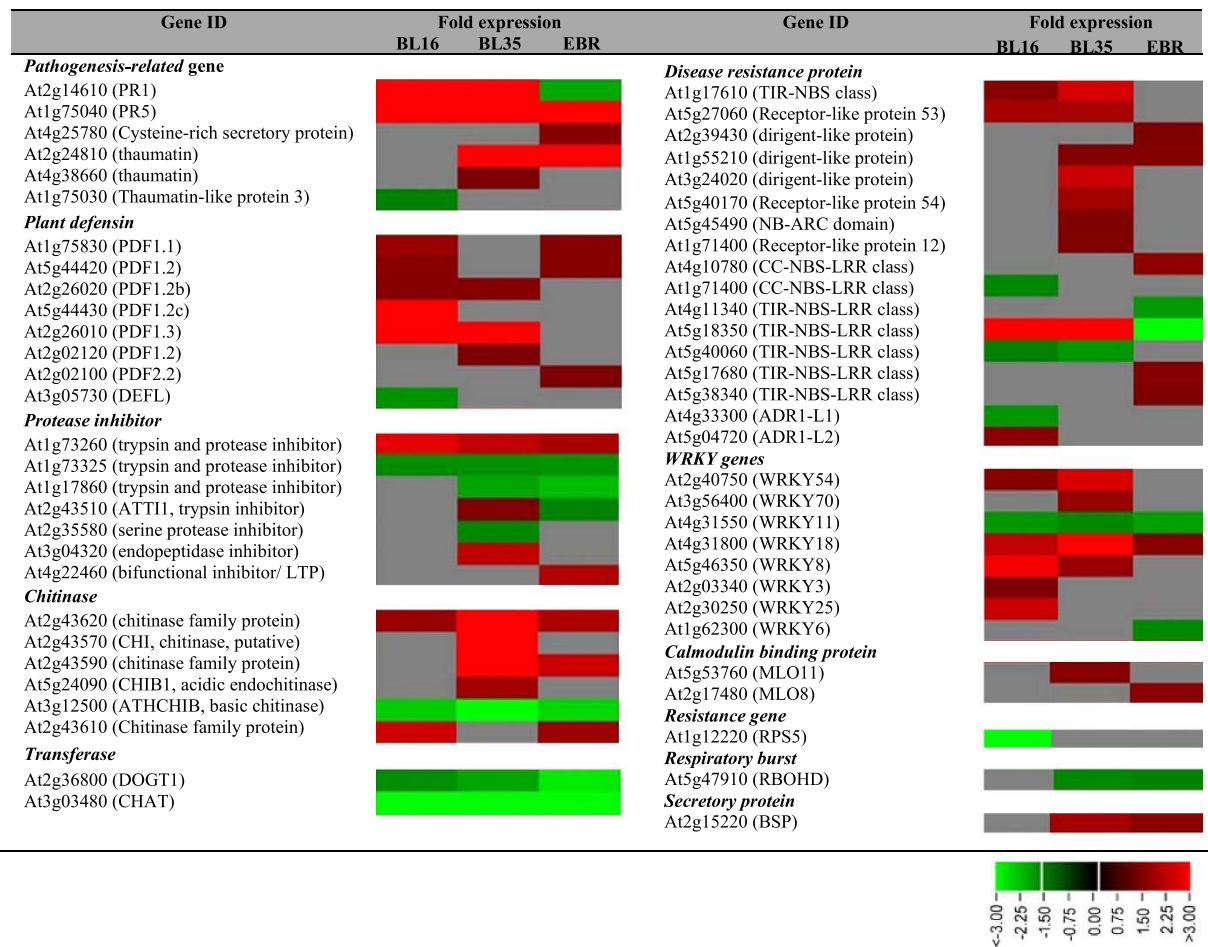 Gene ID Fold expression
BL16 BL35 EBR
Pathogenesis-related gene
At2g14610 (PR1)
At1g75040 (PR5)
At4g25780 (Cysteine-rich secretory protein)
At2g24810 (thaumatin)
At4g38660 (thaumatin)
At1g75030 (Thaumatin-like protein 3)
Plant defensin
At1g75830 (PDF1.1)
At5g44420 (PDF1.2)
At2g26020 (PDF1.2b)
At5g44430 (PDF1.2c)
At2g26010 (PDF1.3)
At2g02120 (PDF1.2)
At2g02100 (PDF2.2)
At3g05730 (DEFL)
Protease inhibitor
At1g73260 (trypsin and protease inhibitor)
At1g73325 (trypsin and protease inhibitor)
At1g17860 (trypsin and protease inhibitor)
At2g43510 (ATTI1, trypsin inhibitor)
At2g35580 (serine protease inhibitor)
At3g04320 (endopeptidase inhibitor)
At4g22460 (bifunctional inhibitor/ LTP)
Chitinase
At2g43620 (chitinase family protein)
At2g43570 (CHI, chitinase, putative)
At2g43590 (chitinase family protein)
At5g24090 (CHIB1, acidic endochitinase)
At3g12500 (ATHCHIB, basic chitinase)
At2g43610 (Chitinase family protein)
Transferase
At2g36800 (DOGT1)
At3g03480 (CHAT)
Gene ID Fold expression
BL16 BL35 EBR
Disease resistance protein
At1g17610 (TIR-NBS class)
At5g27060 (Receptor-like protein 53)
At2g39430 (dirigent-like protein)
At1g55210 (dirigent-like protein)
At3g24020 (dirigent-like protein)
At5g40170 (Receptor-like protein 54)
At5g45490 (NB-ARC domain)
At1g71400 (Receptor-like protein 12)
At4g10780 (CC-NBS-LRR class)
At1g71400 (CC-NBS-LRR class)
At4g11340 (TIR-NBS-LRR class)
At5g18350 (TIR-NBS-LRR class)
At5g40060 (TIR-NBS-LRR class)
At5g17680 (TIR-NBS-LRR class)
At5g38340 (TIR-NBS-LRR class)
At4g33300 (ADR1-L1)
At5g04720 (ADR1-L2)
WRKY genes
At2g40750 (WRKY54)
At3g56400 (WRKY70)
At4g31550 (WRKY11)
At4g31800 (WRKY18)
At5g46350 (WRKY8)
At2g03340 (WRKY3)
At2g30250 (WRKY25)
At1g62300 (WRKY6)
Calmodulin binding protein
At5g53760 (MLO11)
At2g17480 (MLO8)
Resistance gene
At1g12220 (RPS5)
Respiratory burst
At5g47910 (RBOHD)
Secretory protein
At2g15220 (BSP)
<-3.00
-2.25
-1.50
-0.75
0.00
0.75
1.50
2.25
>3.00